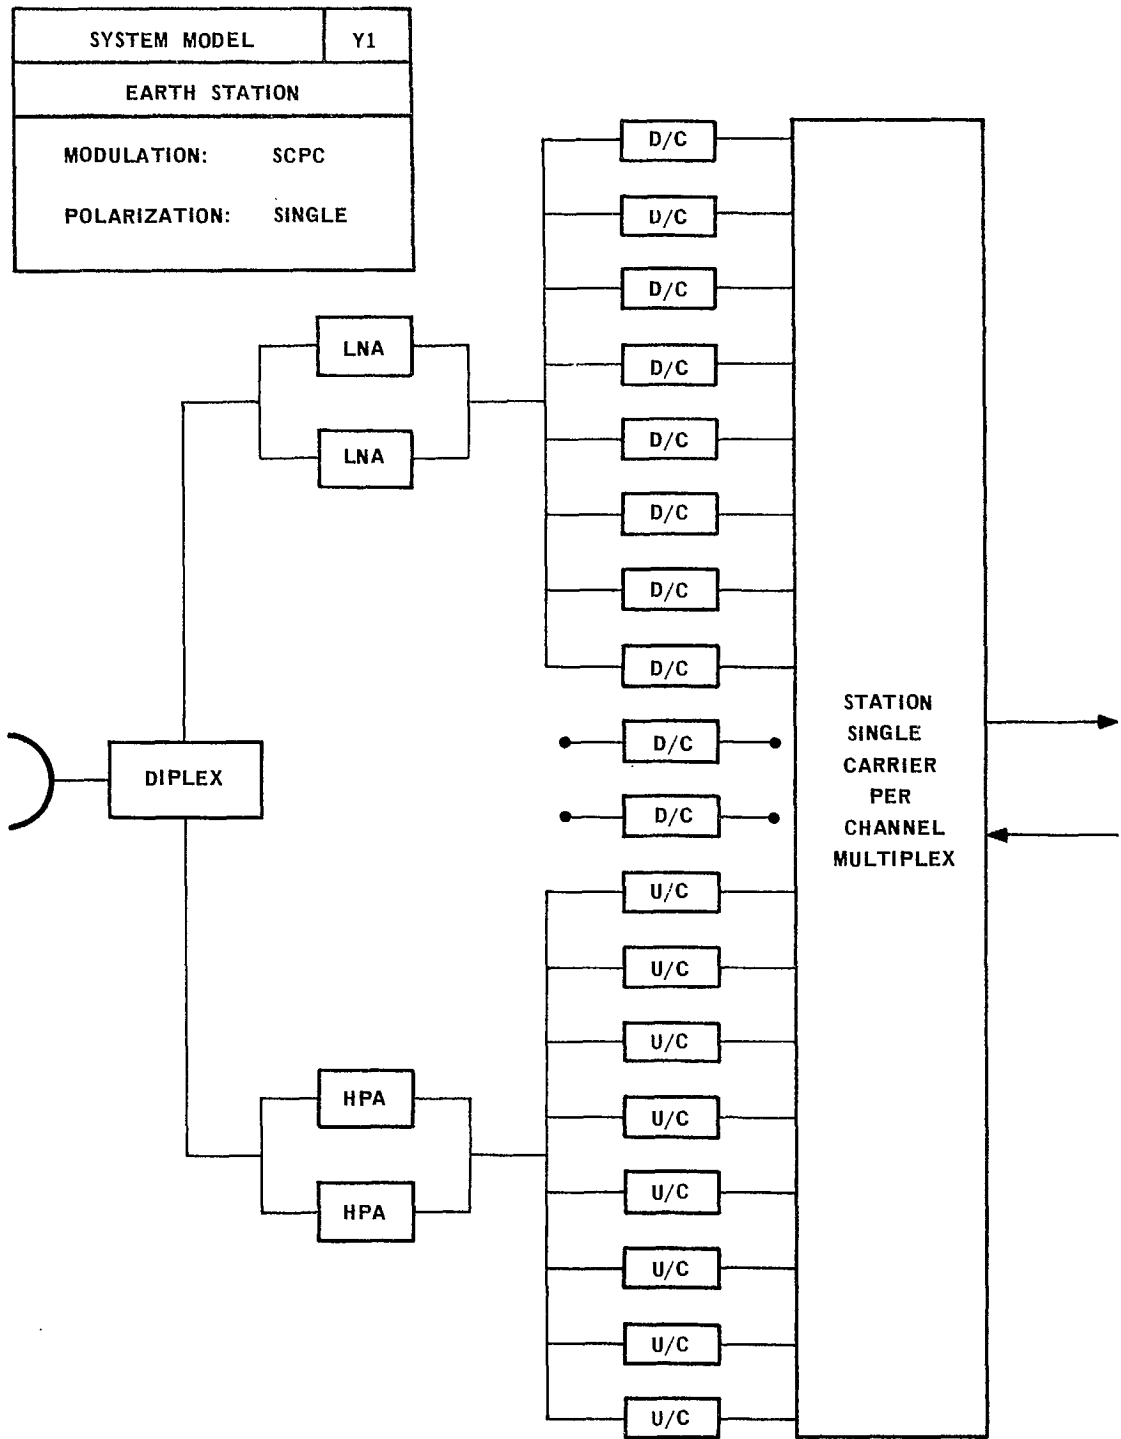 SYSTEM MODEL Y1
EARTH STATION
MODULATION: SCPC
POLARIZATION: SINGLE
D/C
D/C
D/C
LNA
D/C
LNA
D/C
D/C
D/C
D/C
STATION
SINGLE
CARRIER
PER
CHANNEL
MULTIPLEX
D/C
DIPLEX
D/C
U/C
U/C
U/C
HPA
U/C
HPA
U/C
U/C
U/C
U/C